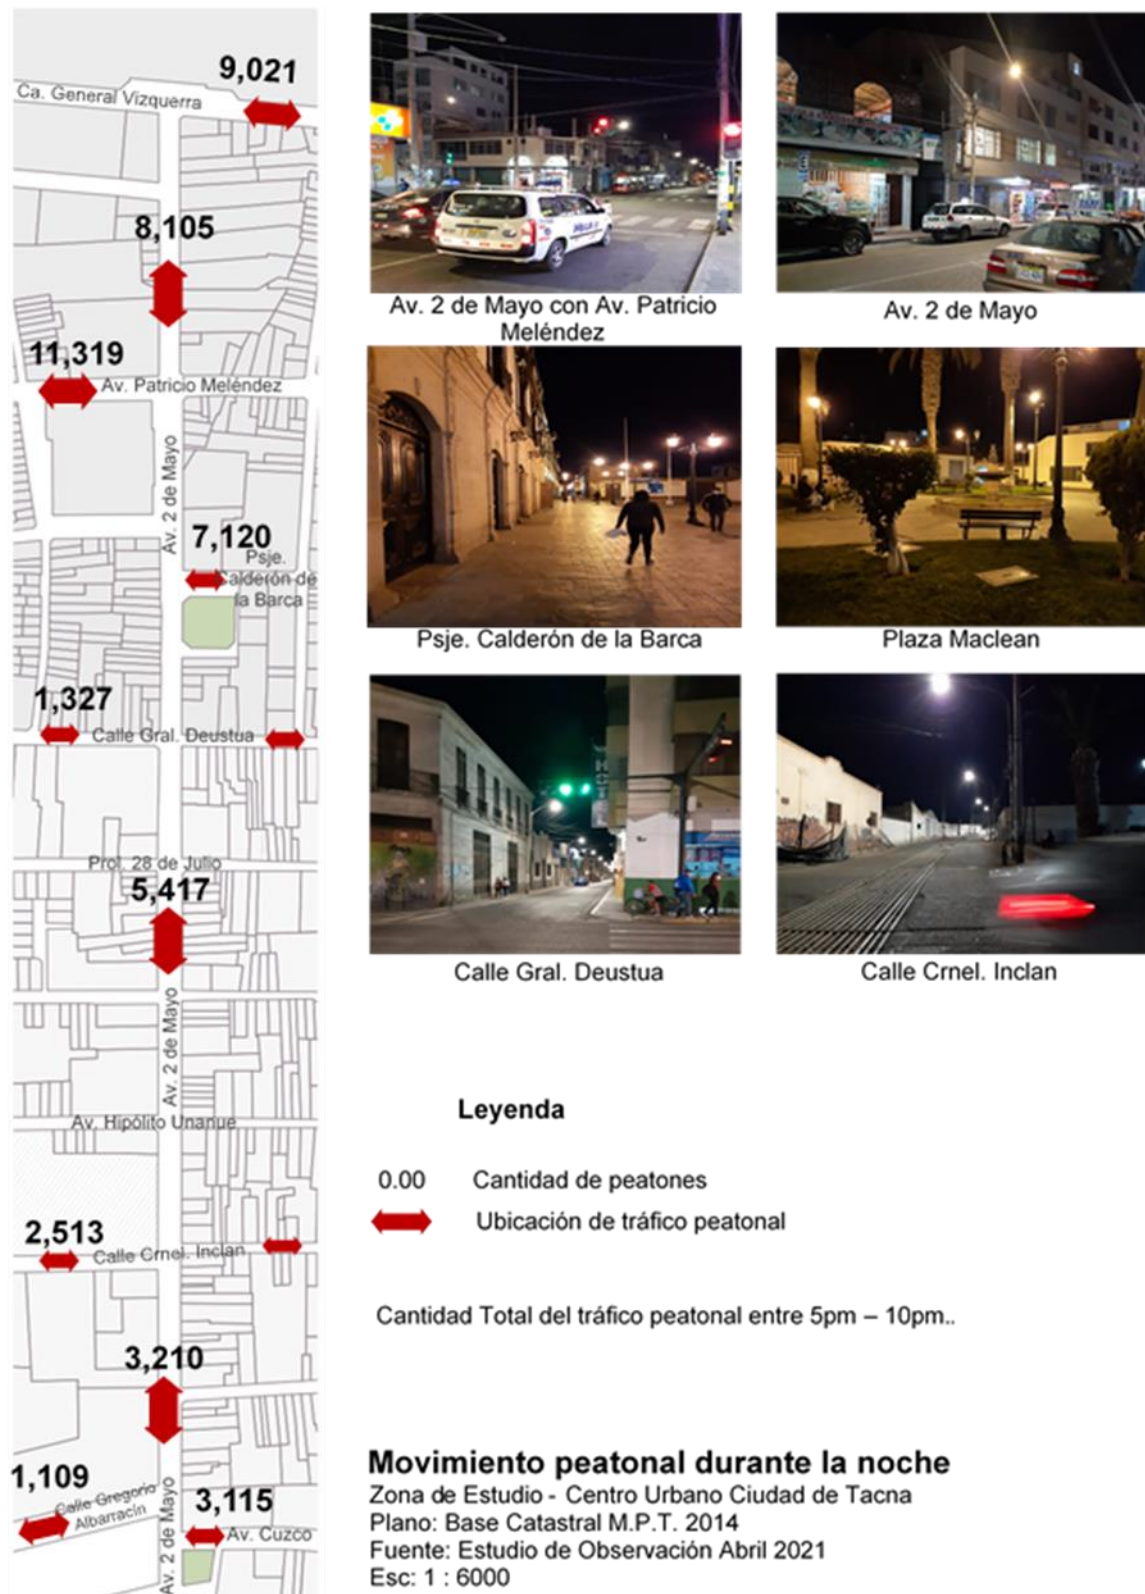 9,021
Ca. General Vizquerra
8,105
11,319
Av. Patricio Meléndez
Av. 2 de Mayo
7,120
Psje.
Calderón de
la Barca
1,327
Calle Gral. Deustua
Prol. 28 de Julio
5,417
Av. 2 de Mayo
Av. Hipólito Unanue
2,513
Calle Crnel. Inclan
3,210
1,109
Calle Gregorio
Albarracín
Av. 2 de Mayo
3,115
Av. Cuzco
Av. 2 de Mayo con Av. Patricio
Meléndez
Av. 2 de Mayo
Psje. Calderón de la Barca
Plaza Maclean
Calle Gral. Deustua
Calle Crnel. Inclan
Leyenda
0.00 Cantidad de peatones
Ubicación de tráfico peatonal
Cantidad Total del tráfico peatonal entre 5pm – 10pm..
Movimiento peatonal durante la noche
Zona de Estudio - Centro Urbano Ciudad de Tacna
Plano: Base Catastral M.P.T. 2014
Fuente: Estudio de Observación Abril 2021
Esc: 1 : 6000